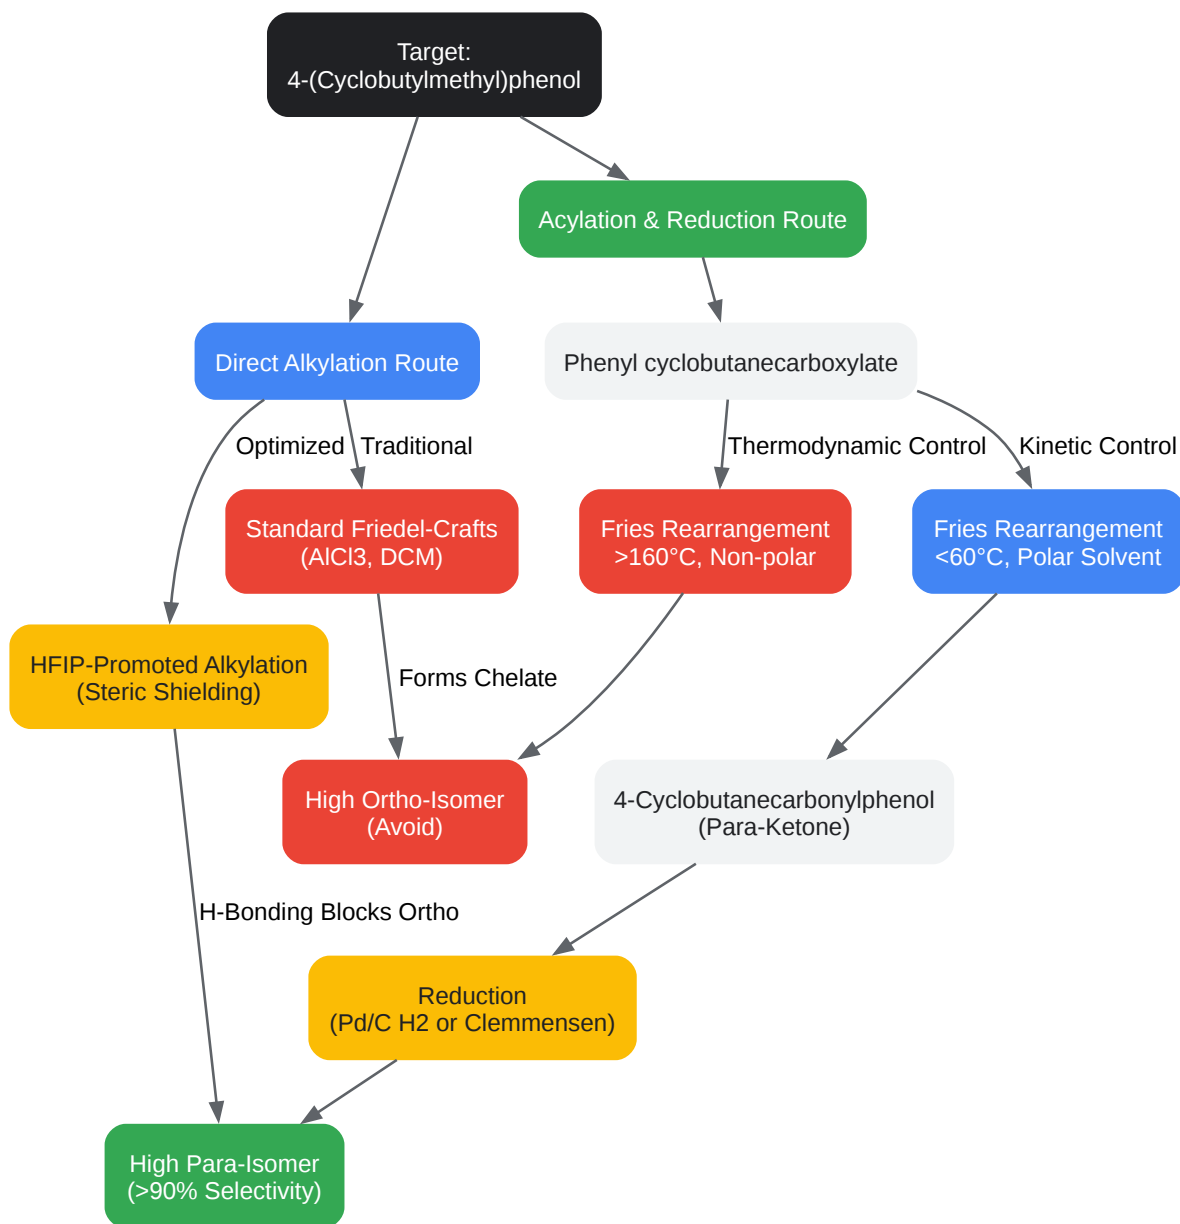 Target:
4-(Cyclobutylmethyl)phenol
Acylation & Reduction Route
Direct Alkylation Route
Phenyl cyclobutanecarboxylate
Optimized
Traditional
Thermodynamic Control
Kinetic Control
Standard Friedel-Crafts
(AlCl3, DCM)
Fries Rearrangement
>160°C, Non-polar
Fries Rearrangement
<60°C, Polar Solvent
HFIP-Promoted Alkylation
(Steric Shielding)
Forms Chelate
High Ortho-Isomer
(Avoid)
4-Cyclobutanecarbonylphenol
(Para-Ketone)
H-Bonding Blocks Ortho
Reduction
(Pd/C H2 or Clemmensen)
High Para-Isomer
(>90% Selectivity)